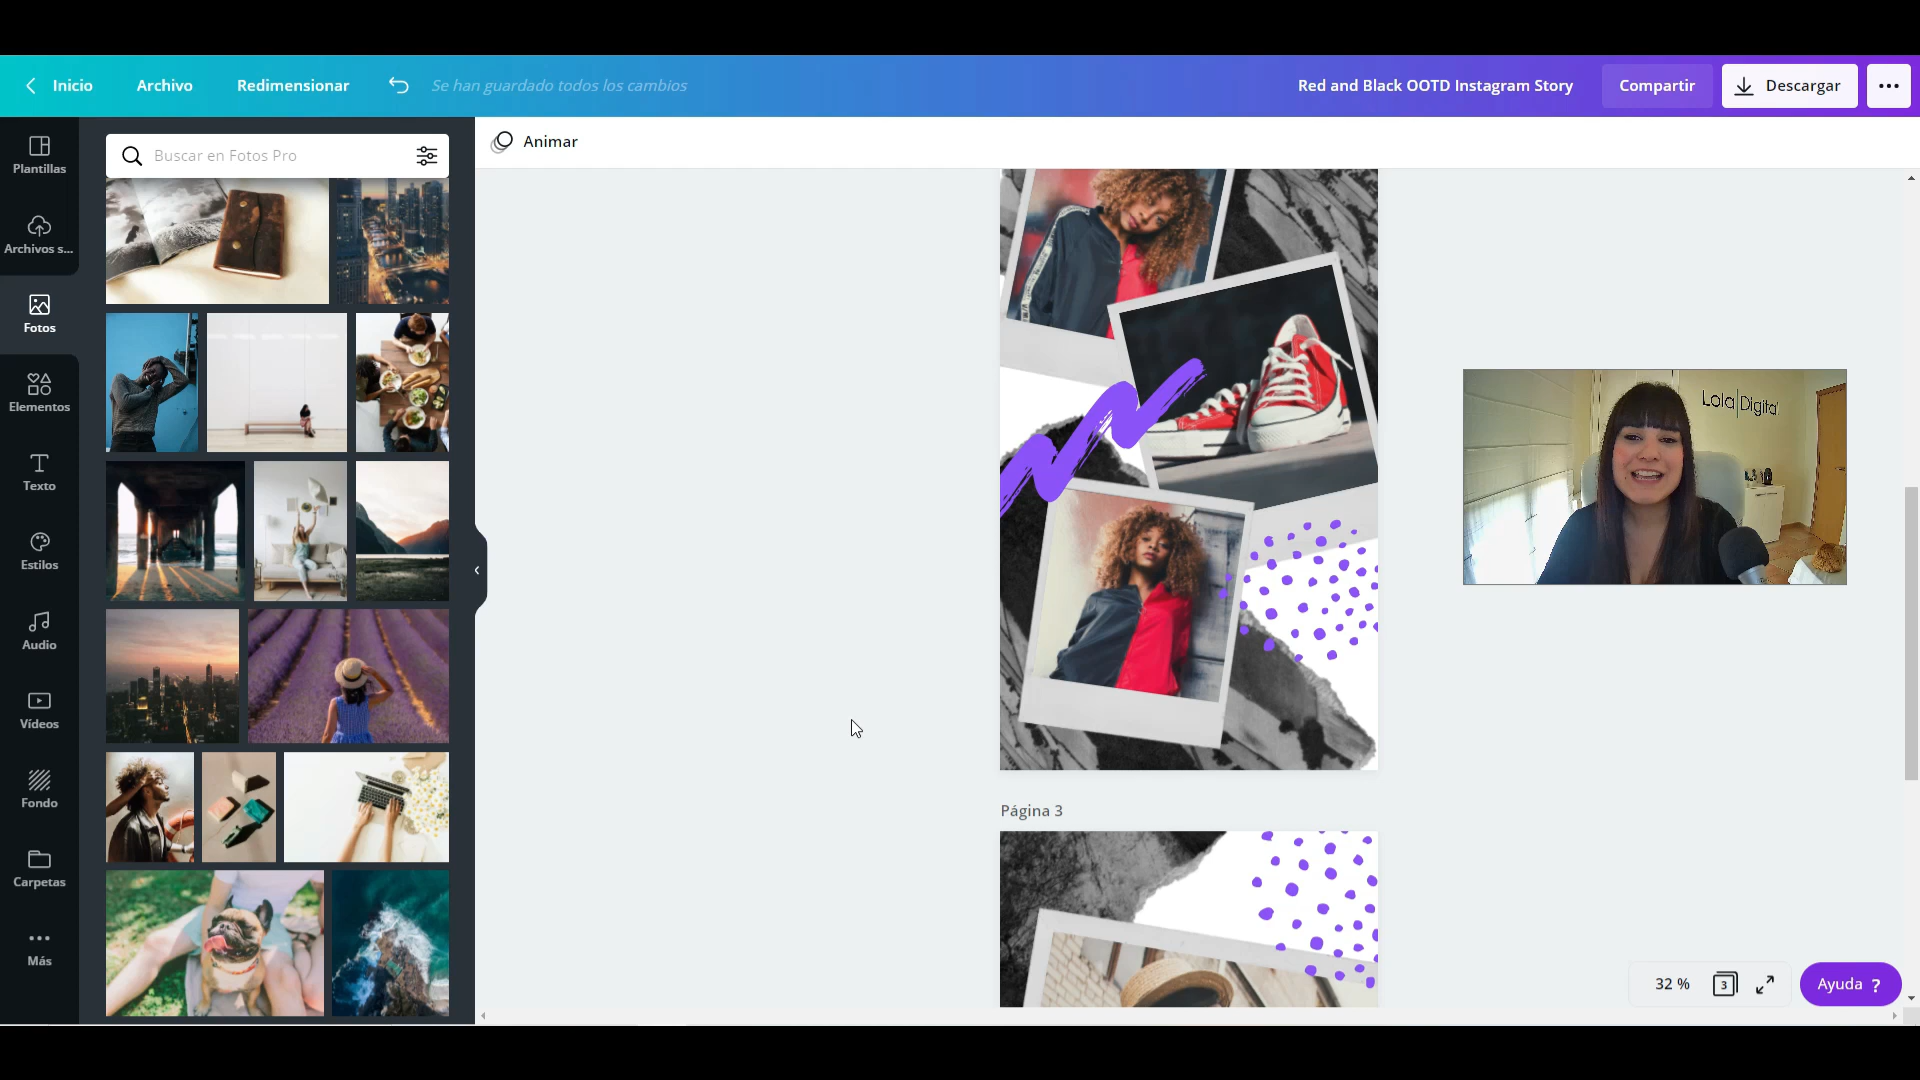 Inicio
Archivo
Redimensionar
Se han guardado todos los cambios
Red and Black OOTD Instagram Story
Compartir
Descargar
Plantillas
Archivos s...
Fotos
Elementos
Texto
Estilos
Audio
Vídeos
Fondo
Carpetas
Más
Buscar en Fotos Pro
Animar
Lola|Digital
Página 3
32 %
3
Ayuda ?